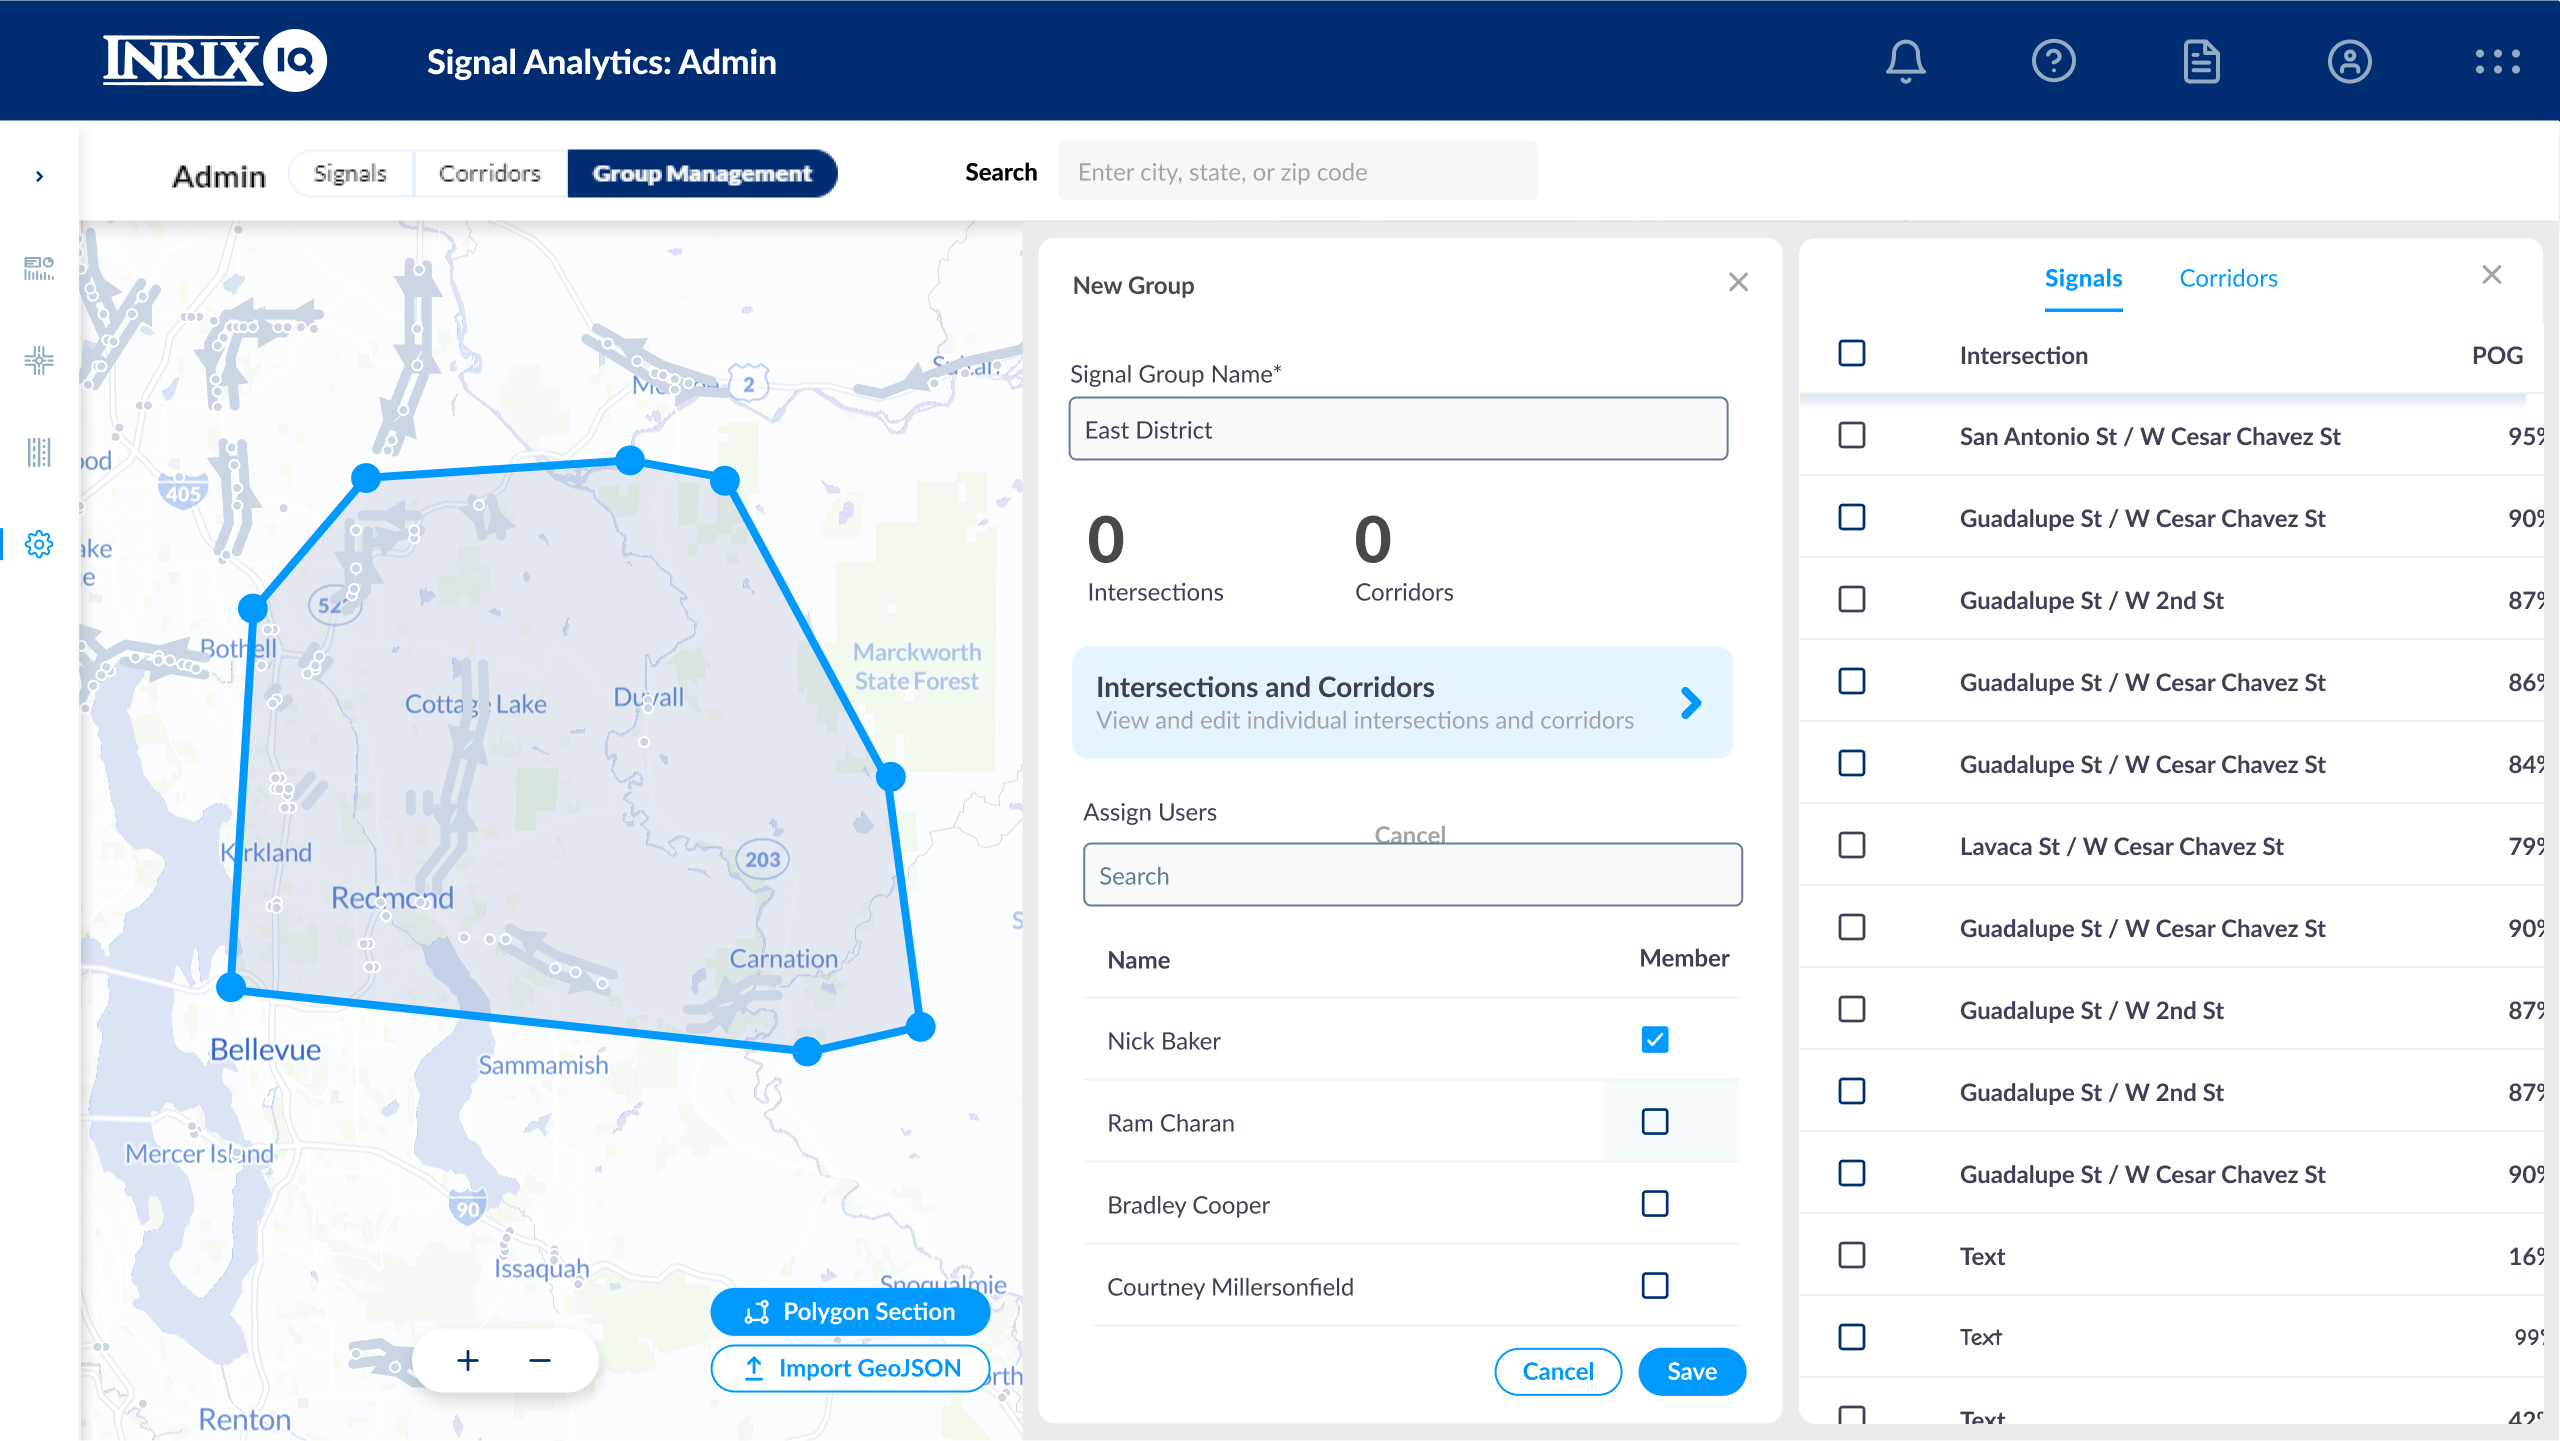 INRIX IQ
Signal Analytics: Admin
Admin
Signals
Corridors
Group Management
Search
Enter city, state, or zip code
2
405
Bothell
Cottage Lake
Duvall
Marckworth
State Forest
Kirkland
203
Redmond
Carnation
Bellevue
Sammamish
Mercer Island
90
Issaquah
Snoqualmie
Renton
Polygon Section
Import GeoJSON
+ −
New Group
Signal Group Name*
East District
0
Intersections
0
Corridors
Intersections and Corridors
View and edit individual intersections and corridors
Assign Users
Cancel
Search
Name Member
Nick Baker
Ram Charan
Bradley Cooper
Courtney Millersonfield
Cancel
Save
Signals
Corridors
Intersection POG
San Antonio St / W Cesar Chavez St 95%
Guadalupe St / W Cesar Chavez St 90%
Guadalupe St / W 2nd St 87%
Guadalupe St / W Cesar Chavez St 86%
Guadalupe St / W Cesar Chavez St 84%
Lavaca St / W Cesar Chavez St 79%
Guadalupe St / W Cesar Chavez St 90%
Guadalupe St / W 2nd St 87%
Guadalupe St / W 2nd St 87%
Guadalupe St / W Cesar Chavez St 90%
Text 16%
Text 99%
Text 42%